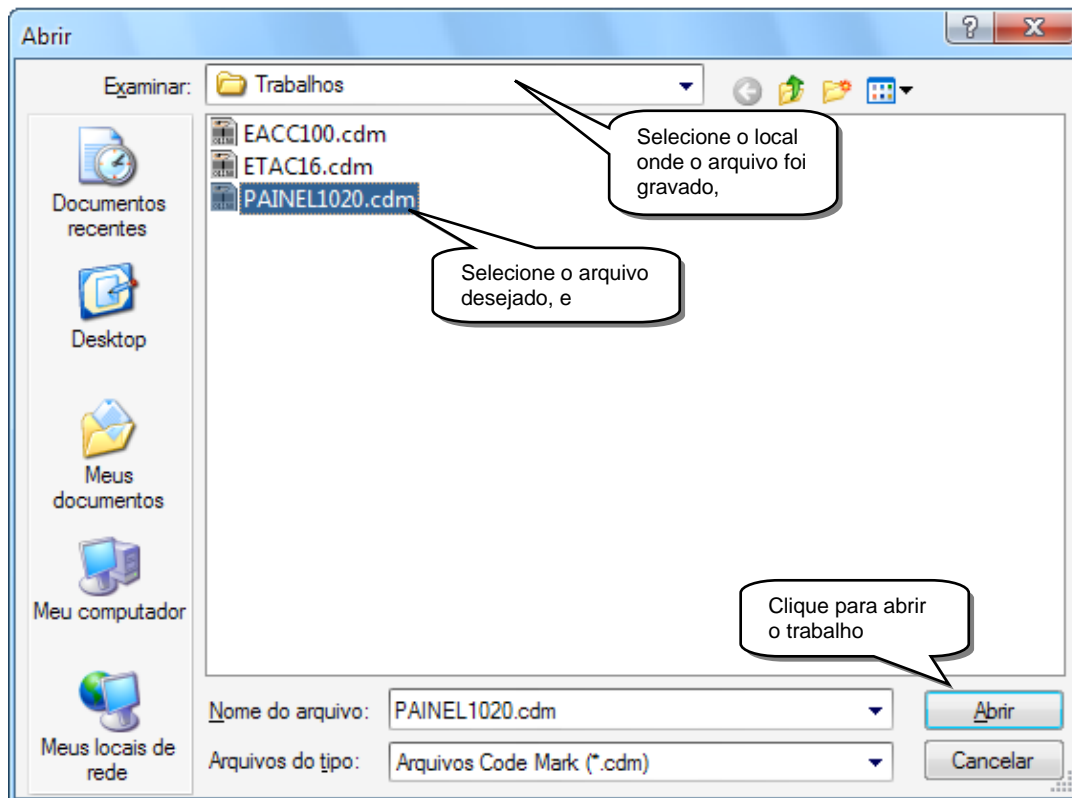 Abrir
Examinar:
Trabalhos
EACC100.cdm
ETAC16.cdm
PAINEL1020.cdm
Selecione o local
onde o arquivo foi
gravado,
Selecione o arquivo
desejado, e
Documentos
recentes
Desktop
Meus
documentos
Meu computador
Meus locais de
rede
Clique para abrir
o trabalho
Nome do arquivo:
PAINEL1020.cdm
Abrir
Arquivos do tipo:
Arquivos Code Mark (*.cdm)
Cancelar